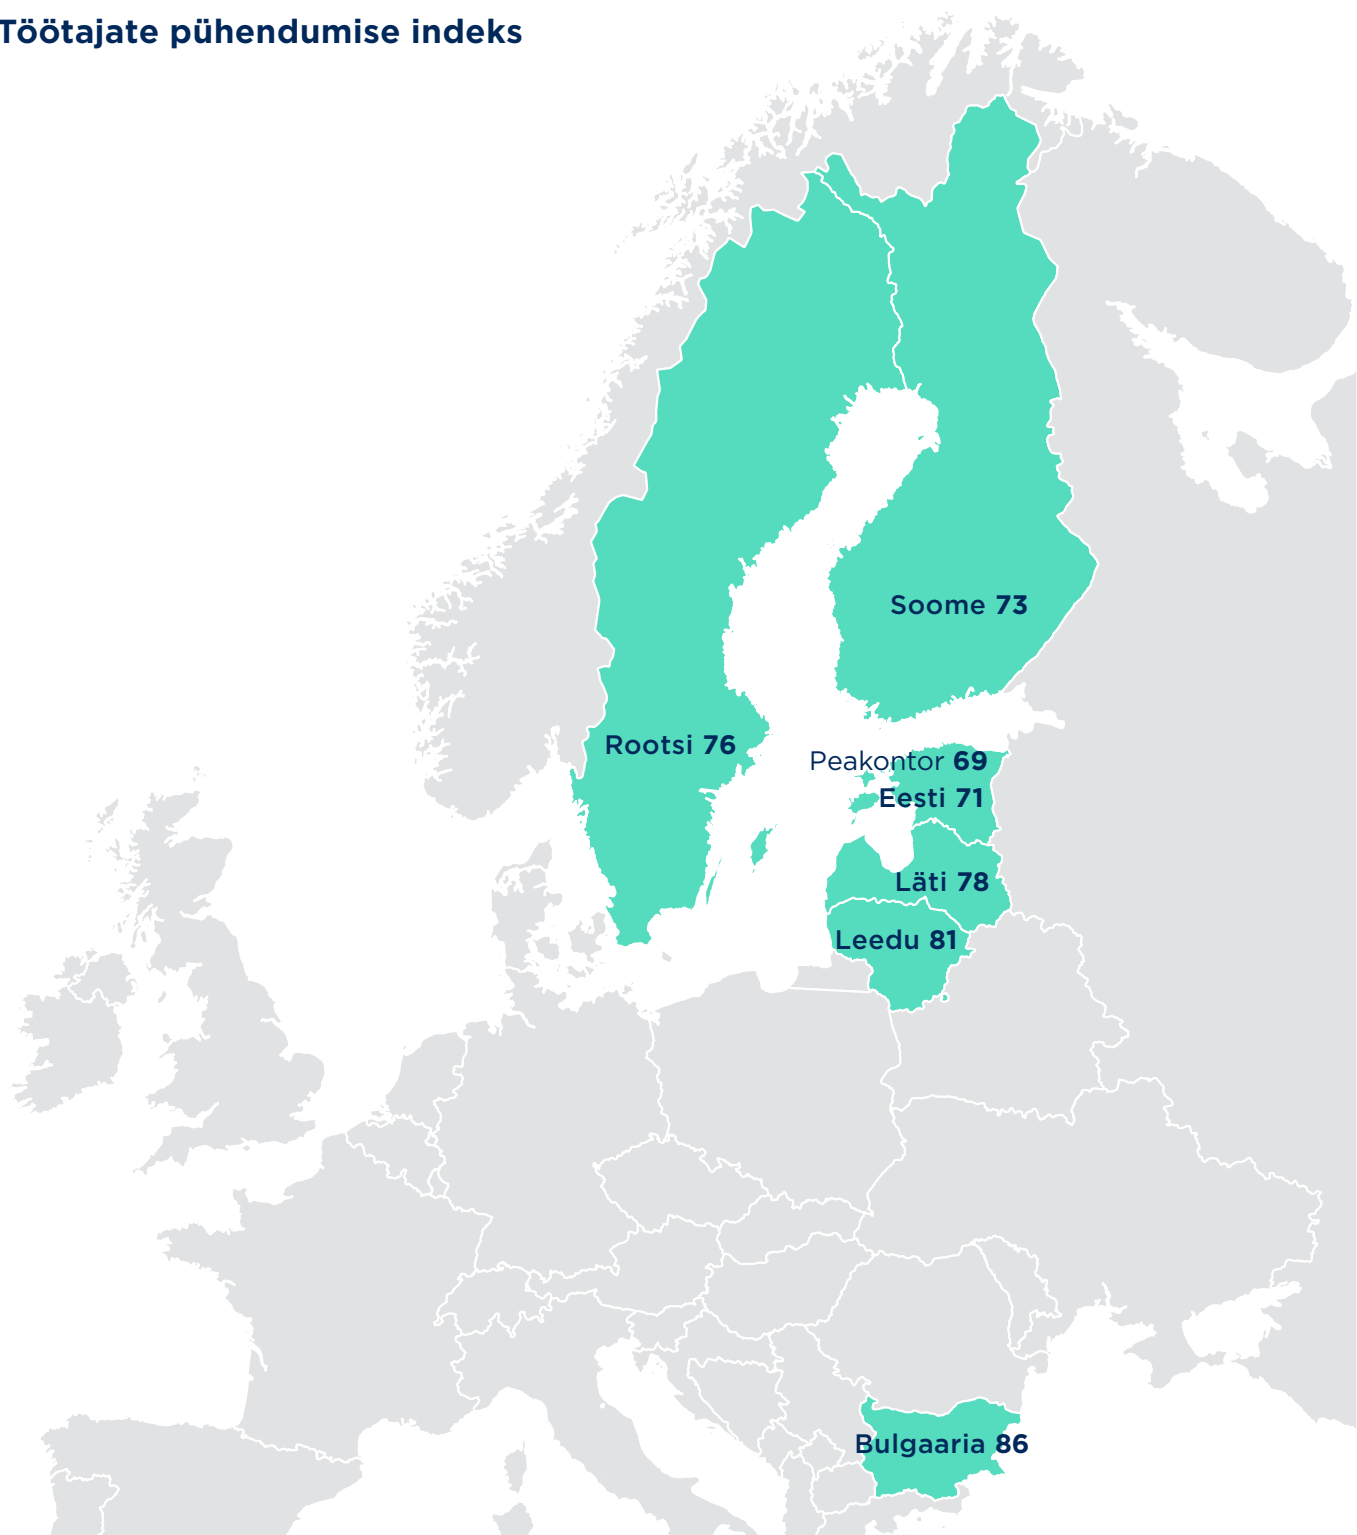 Töötajate pühendumise indeks
Soome 73
Rootsi 76
Peakontor 69
Eesti 71
Läti 78
Leedu 81
Bulgaaria 86